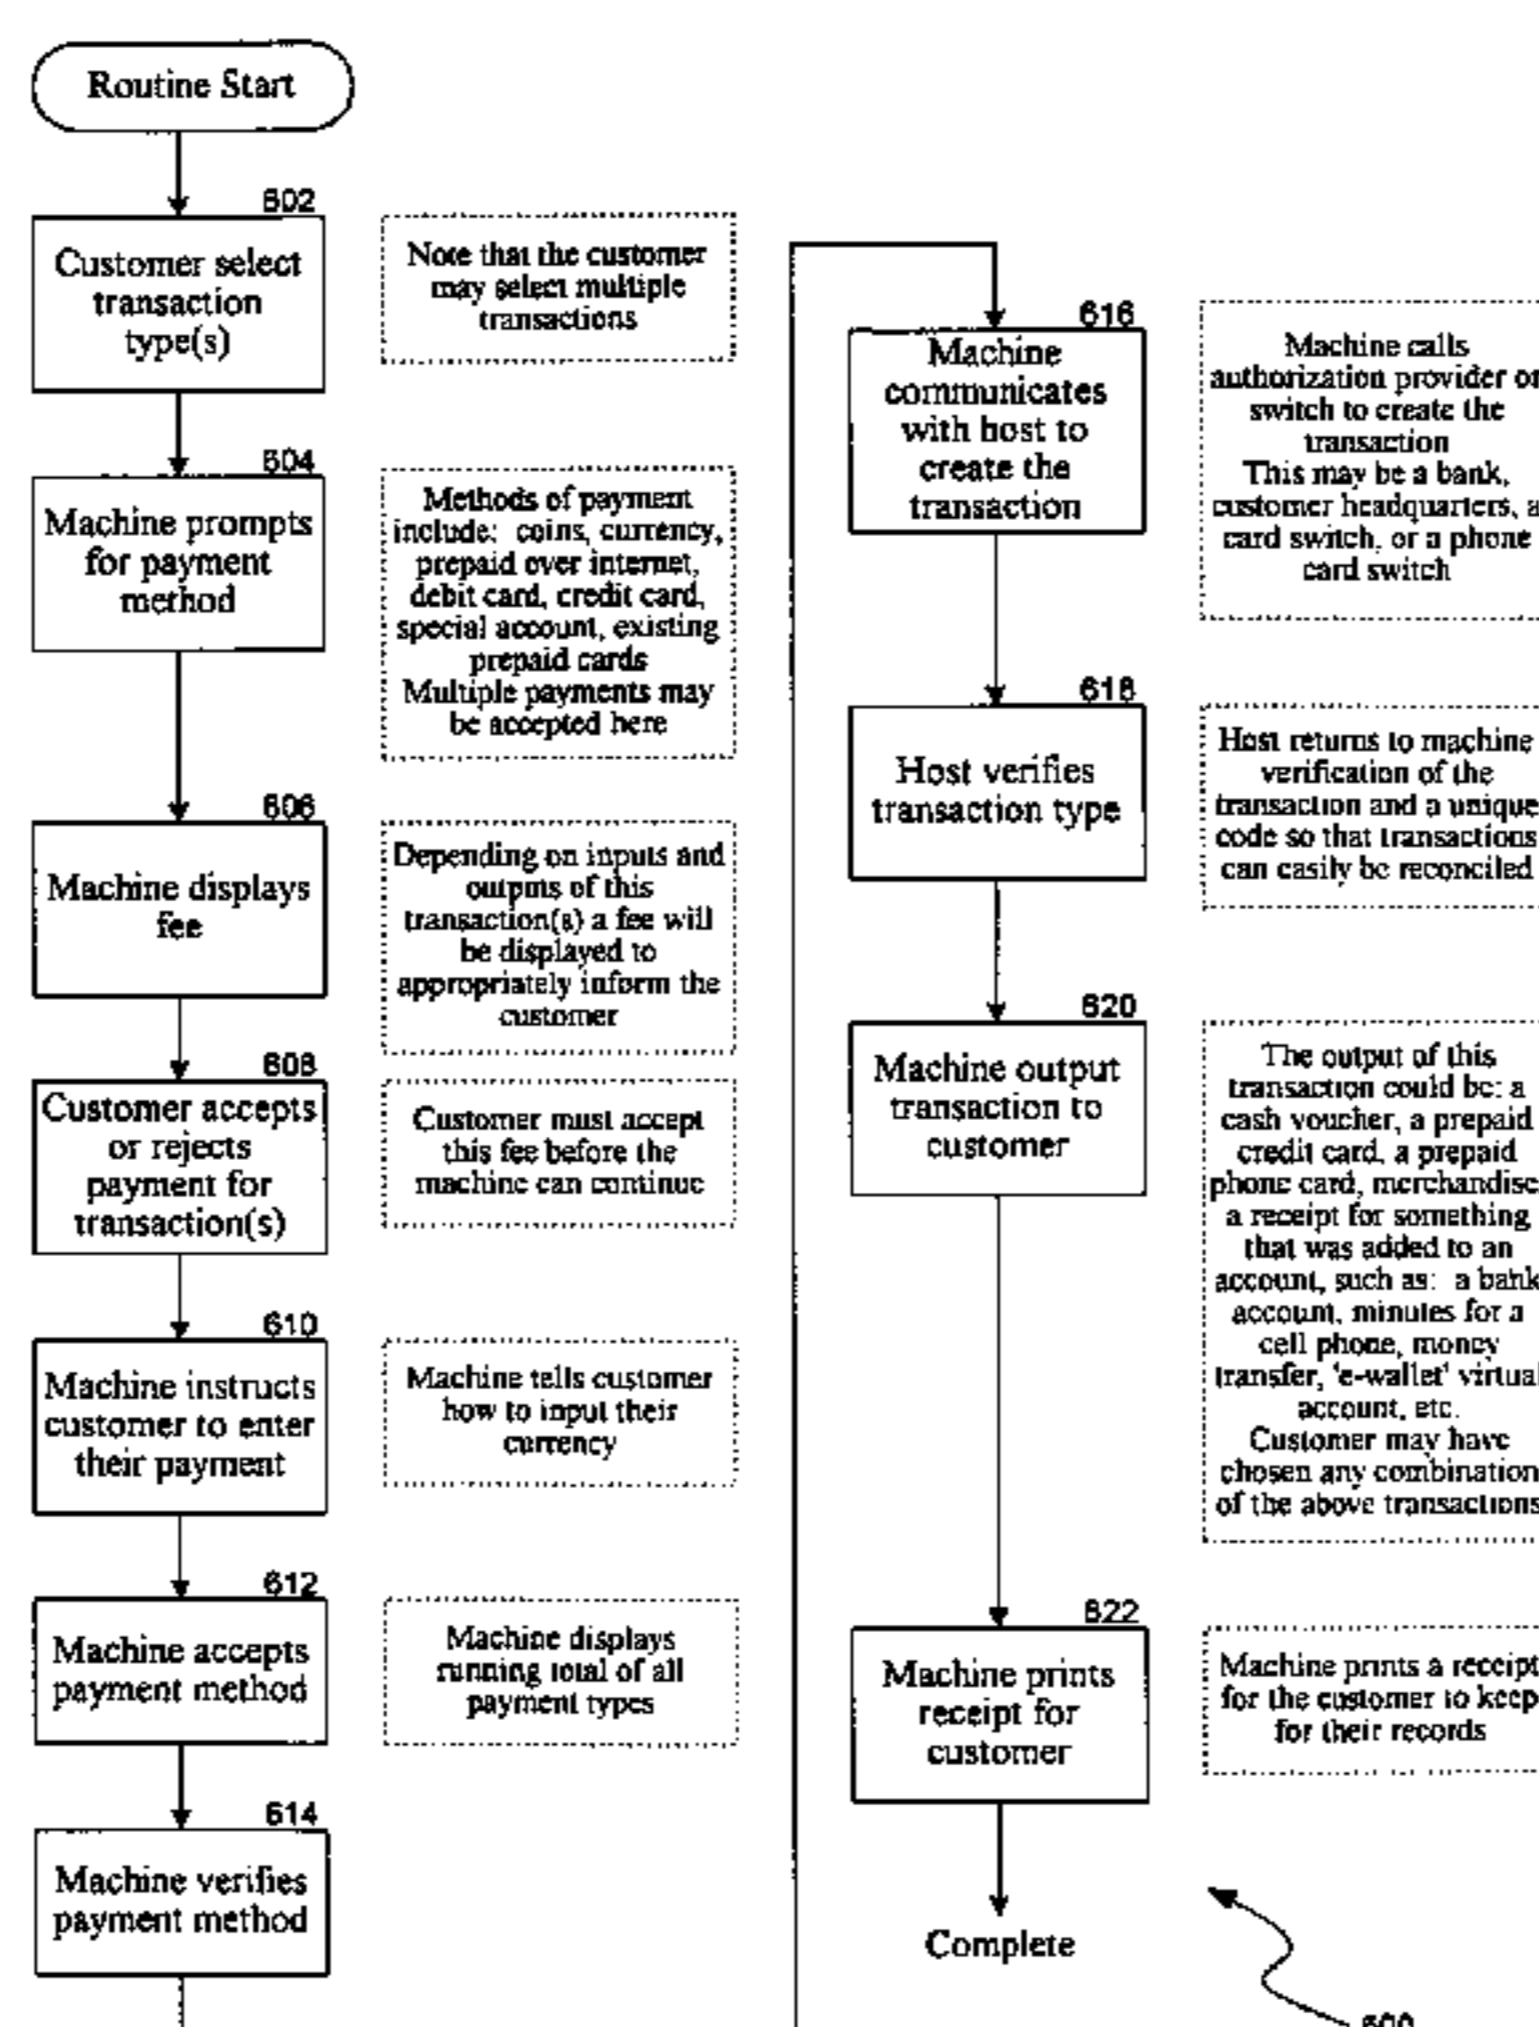 Routine Start
602
Customer select
transaction
type(s)
Note that the customer
may select multiple
transactions
604
Machine prompts
for payment
method
Methods of payment
include: coins, currency,
prepaid over internet,
debit card, credit card,
special account, existing
prepaid cards
Multiple payments may
be accepted here
606
Machine displays
fee
Depending on inputs and
outputs of this
transaction(s) a fee will
be displayed to
appropriately inform the
customer
608
Customer accepts
or rejects
payment for
transaction(s)
Customer must accept
this fee before the
machine can continue
610
Machine instructs
customer to enter
their payment
Machine tells customer
how to input their
currency
612
Machine accepts
payment method
Machine displays
running total of all
payment types
614
Machine verifies
payment method
616
Machine
communicates
with host to
create the
transaction
Machine calls
authorization provider or
switch to create the
transaction
This may be a bank,
customer headquarters, a
card switch, or a phone
card switch
618
Host verifies
transaction type
Host returns to machine
verification of the
transaction and a unique
code so that transactions
can easily be reconciled
620
Machine output
transaction to
customer
The output of this
transaction could be: a
cash voucher, a prepaid
credit card, a prepaid
phone card, merchandise
a receipt for something
that was added to an
account, such as: a bank
account, minutes for a
cell phone, money
transfer, 'e-wallet' virtual
account, etc.
Customer may have
chosen any combination
of the above transactions
622
Machine prints
receipt for
customer
Machine prints a receipt
for the customer to keep
for their records
Complete
600